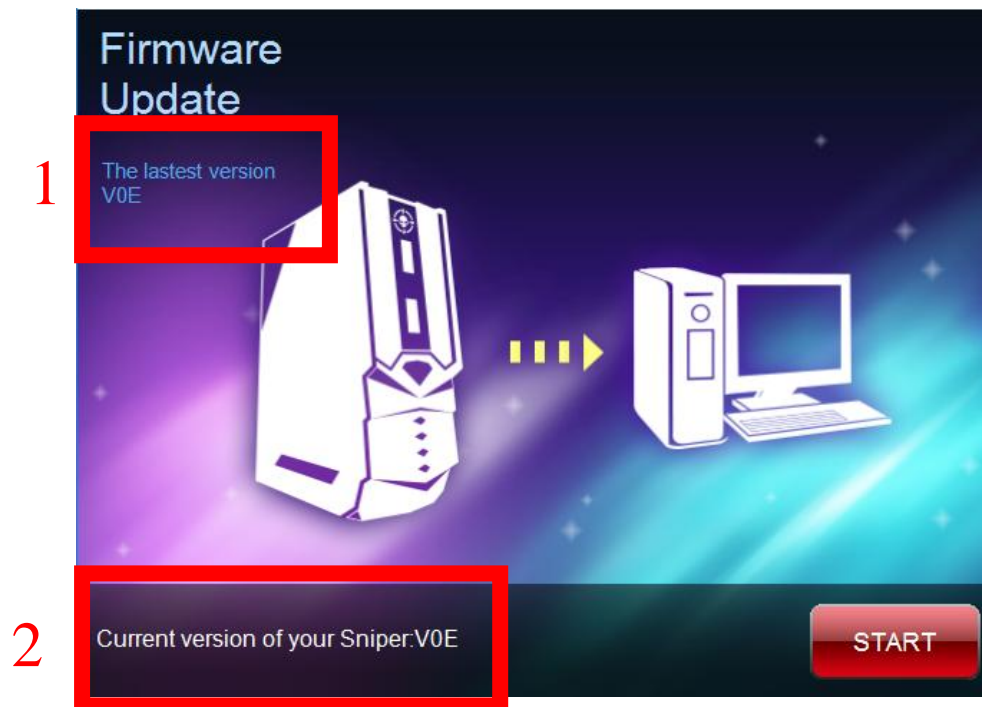 Firmware
Update
1
The lastest version
V0E
2
Current version of your Sniper:V0E
START